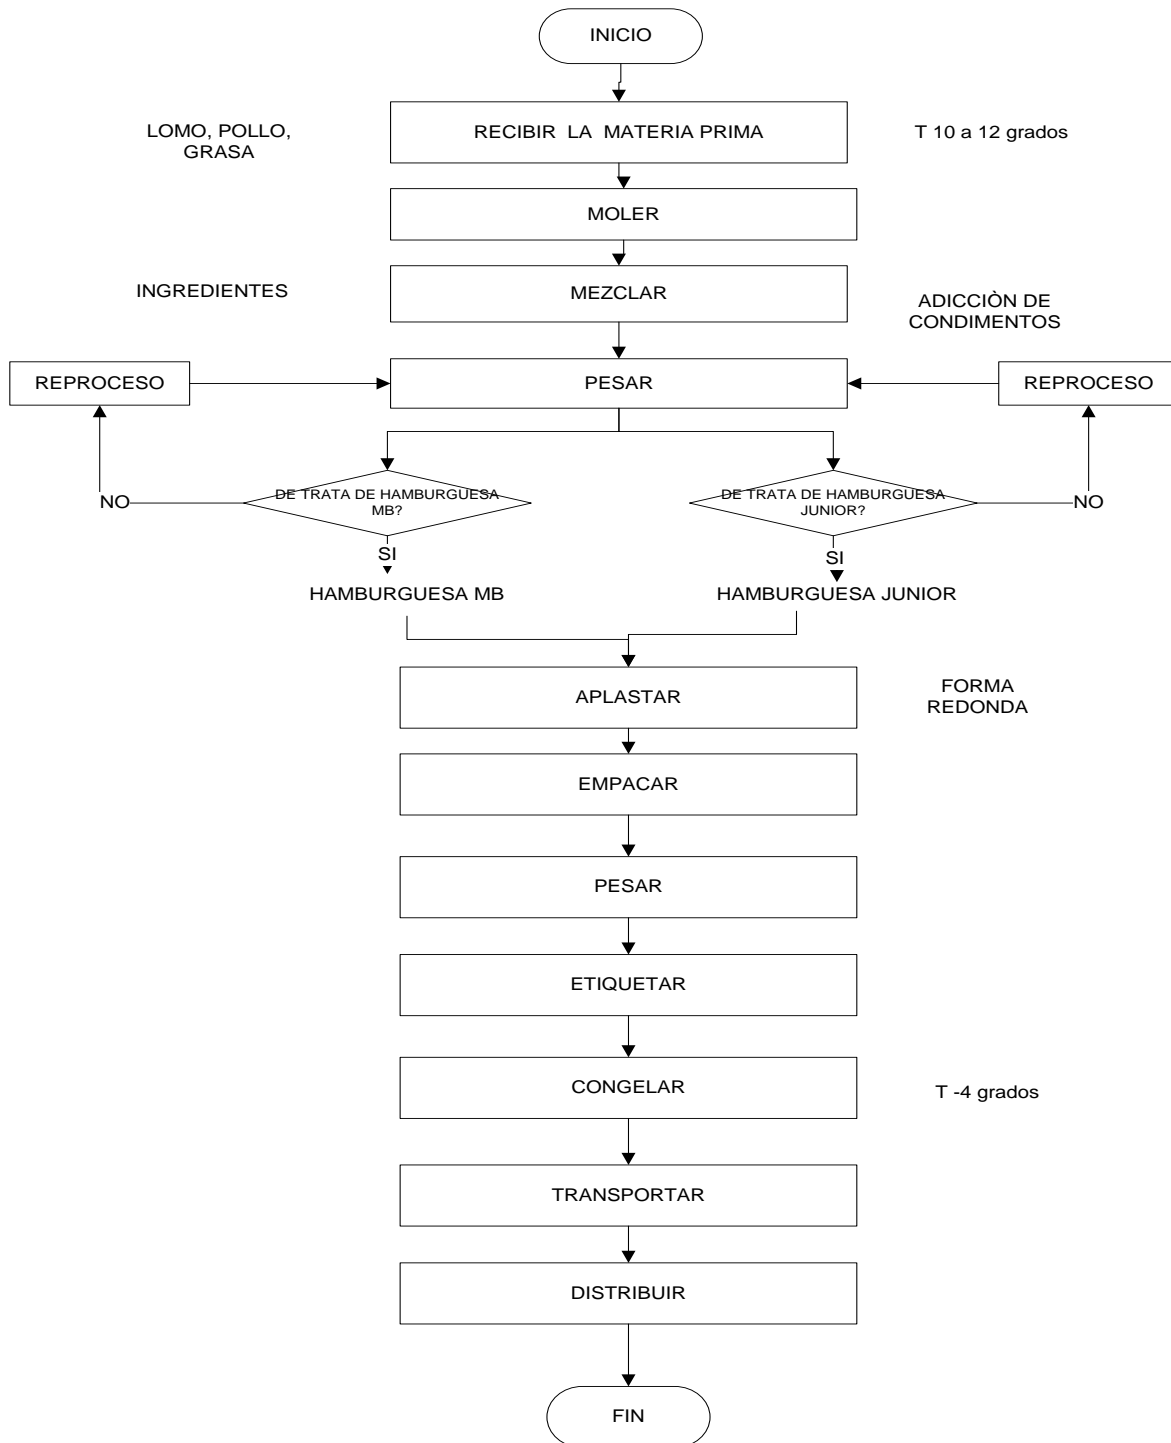 INICIO
LOMO, POLLO,
GRASA
RECIBIR LA MATERIA PRIMA
T 10 a 12 grados
MOLER
INGREDIENTES
MEZCLAR
ADICCIÒN DE
CONDIMENTOS
REPROCESO
PESAR
REPROCESO
NO
DE TRATA DE HAMBURGUESA
MB?
DE TRATA DE HAMBURGUESA
JUNIOR?
NO
SI
SI
HAMBURGUESA MB
HAMBURGUESA JUNIOR
APLASTAR
FORMA
REDONDA
EMPACAR
PESAR
ETIQUETAR
CONGELAR
T -4 grados
TRANSPORTAR
DISTRIBUIR
FIN